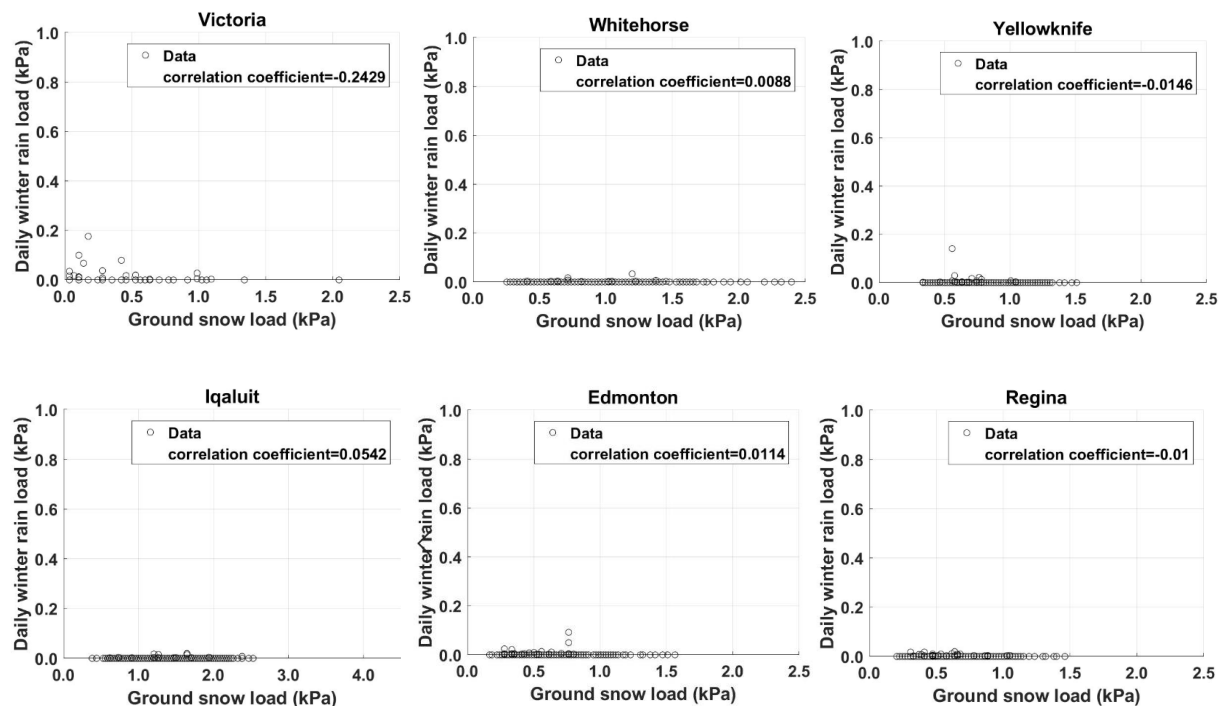 Victoria
1.0
0.8
0.6
0.4
0.2
0.0
Daily winter rain load (kPa)
Data
correlation coefficient=-0.2429
0.0 0.5 1.0 1.5 2.0 2.5
Ground snow load (kPa)
Whitehorse
1.0
0.8
0.6
0.4
0.2
0.0
Daily winter rain load (kPa)
Data
correlation coefficient=0.0088
0.0 0.5 1.0 1.5 2.0 2.5
Ground snow load (kPa)
Yellowknife
1.0
0.8
0.6
0.4
0.2
0.0
Daily winter rain load (kPa)
Data
correlation coefficient=-0.0146
0.0 0.5 1.0 1.5 2.0 2.5
Ground snow load (kPa)
Iqaluit
1.0
0.8
0.6
0.4
0.2
0.0
Daily winter rain load (kPa)
Data
correlation coefficient=0.0542
0.0 1.0 2.0 3.0 4.0
Ground snow load (kPa)
Edmonton
1.0
0.8
0.6
0.4
0.2
0.0
Daily winter rain load (kPa)
Data
correlation coefficient=0.0114
0.0 0.5 1.0 1.5 2.0 2.5
Ground snow load (kPa)
Regina
1.0
0.8
0.6
0.4
0.2
0.0
Daily winter rain load (kPa)
Data
correlation coefficient=-0.01
0.0 0.5 1.0 1.5 2.0 2.5
Ground snow load (kPa)